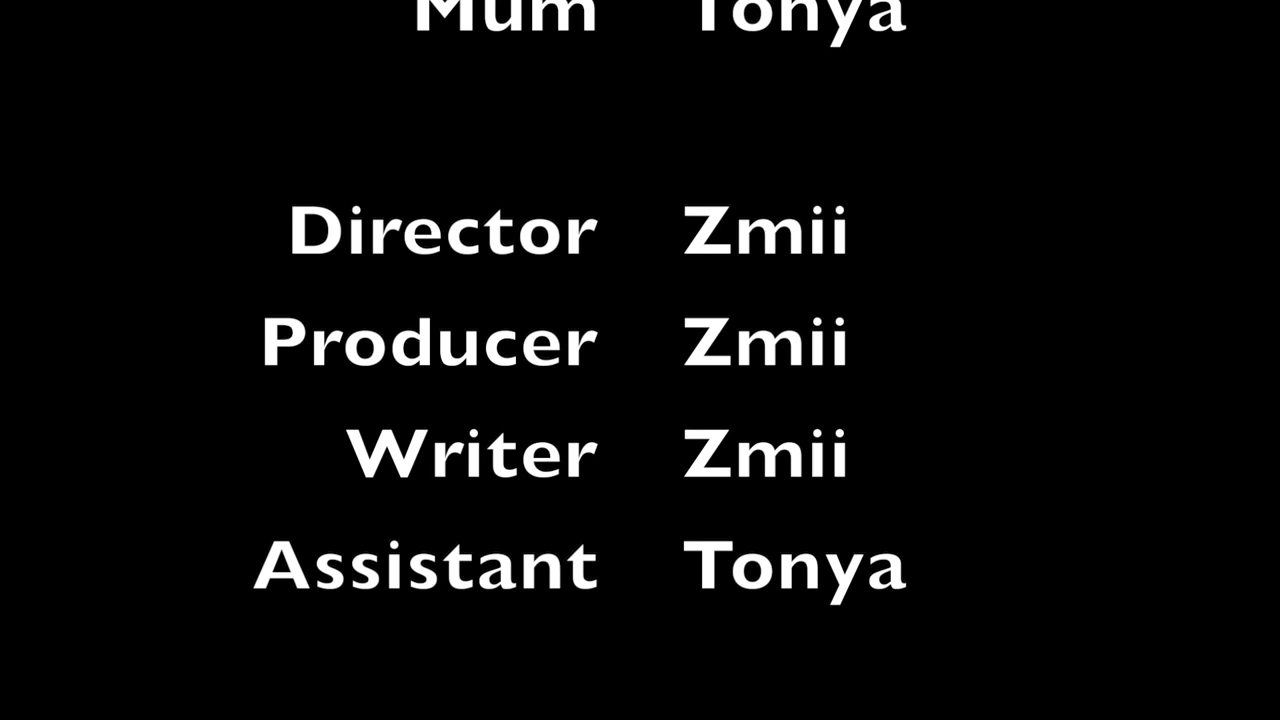 Mum Tonya
Director Zmii
Producer Zmii
Writer Zmii
Assistant Tonya